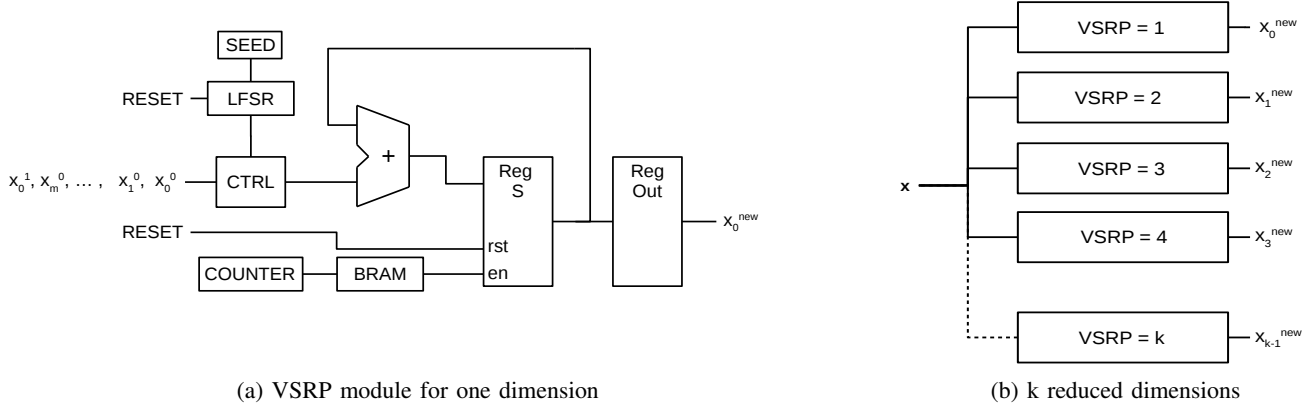 SEED
RESET
LFSR
x₀¹, xₘ⁰, … , x₁⁰, x₀⁰
CTRL
+
Reg
S
Reg
Out
x₀ⁿᵉʷ
RESET
rst
COUNTER
BRAM
en
(a) VSRP module for one dimension
VSRP = 1
x₀ⁿᵉʷ
VSRP = 2
x₁ⁿᵉʷ
VSRP = 3
x₂ⁿᵉʷ
x
VSRP = 4
x₃ⁿᵉʷ
VSRP = k
xₖ₋₁ⁿᵉʷ
(b) k reduced dimensions